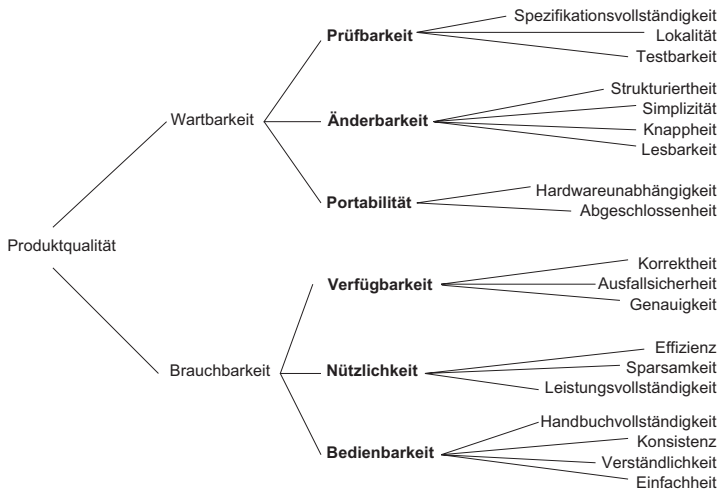 Produktqualität
Wartbarkeit
Prüfbarkeit
Spezifikationsvollständigkeit
Lokalität
Testbarkeit
Änderbarkeit
Strukturiertheit
Simplizität
Knappheit
Lesbarkeit
Portabilität
Hardwareunabhängigkeit
Abgeschlossenheit
Brauchbarkeit
Verfügbarkeit
Korrektheit
Ausfallsicherheit
Genauigkeit
Nützlichkeit
Effizienz
Sparsamkeit
Leistungsvollständigkeit
Bedienbarkeit
Handbuchvollständigkeit
Konsistenz
Verständlichkeit
Einfachheit